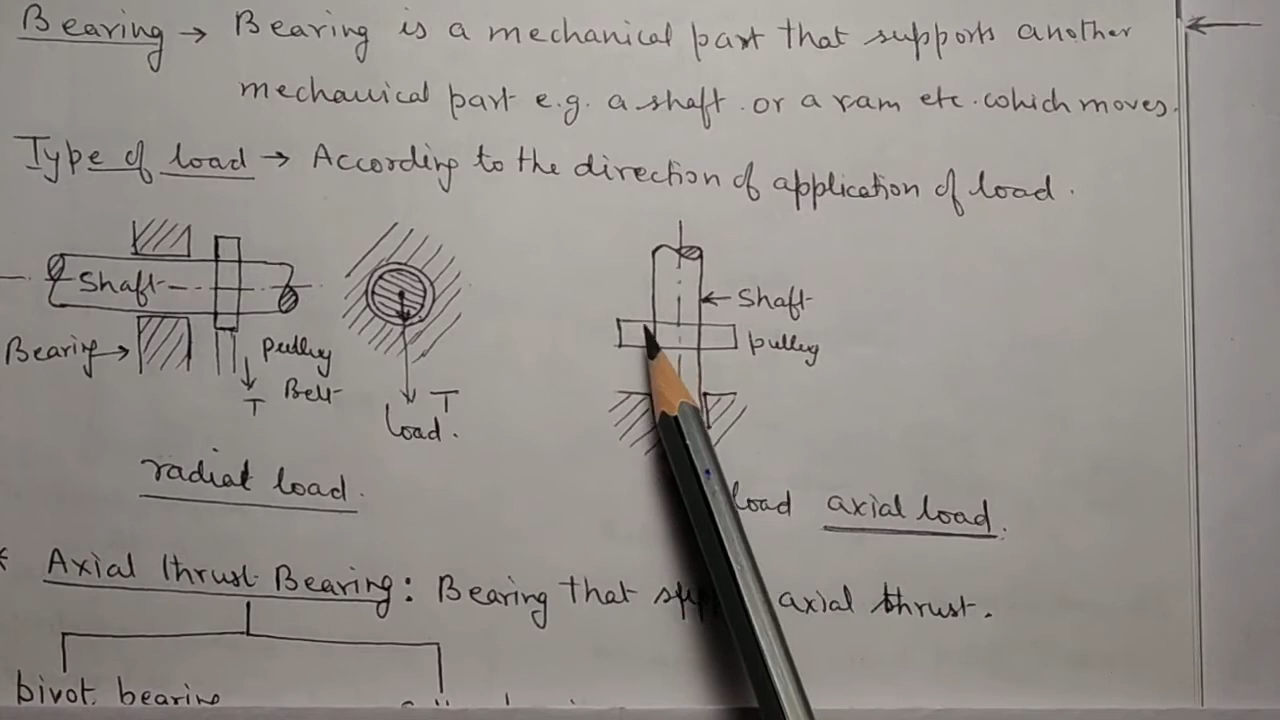 Bearing → Bearing is a mechanical part that supports another
mechanical part e.g. a shaft or a ram etc. which moves.
Type of load → According to the direction of application of load.
Shaft
Bearing →
pulley
Belt
T
T
Load.
radial load.
Shaft
pulley
load axial load.
Axial thrust Bearing: Bearing that axial thrust.
bivot bearing